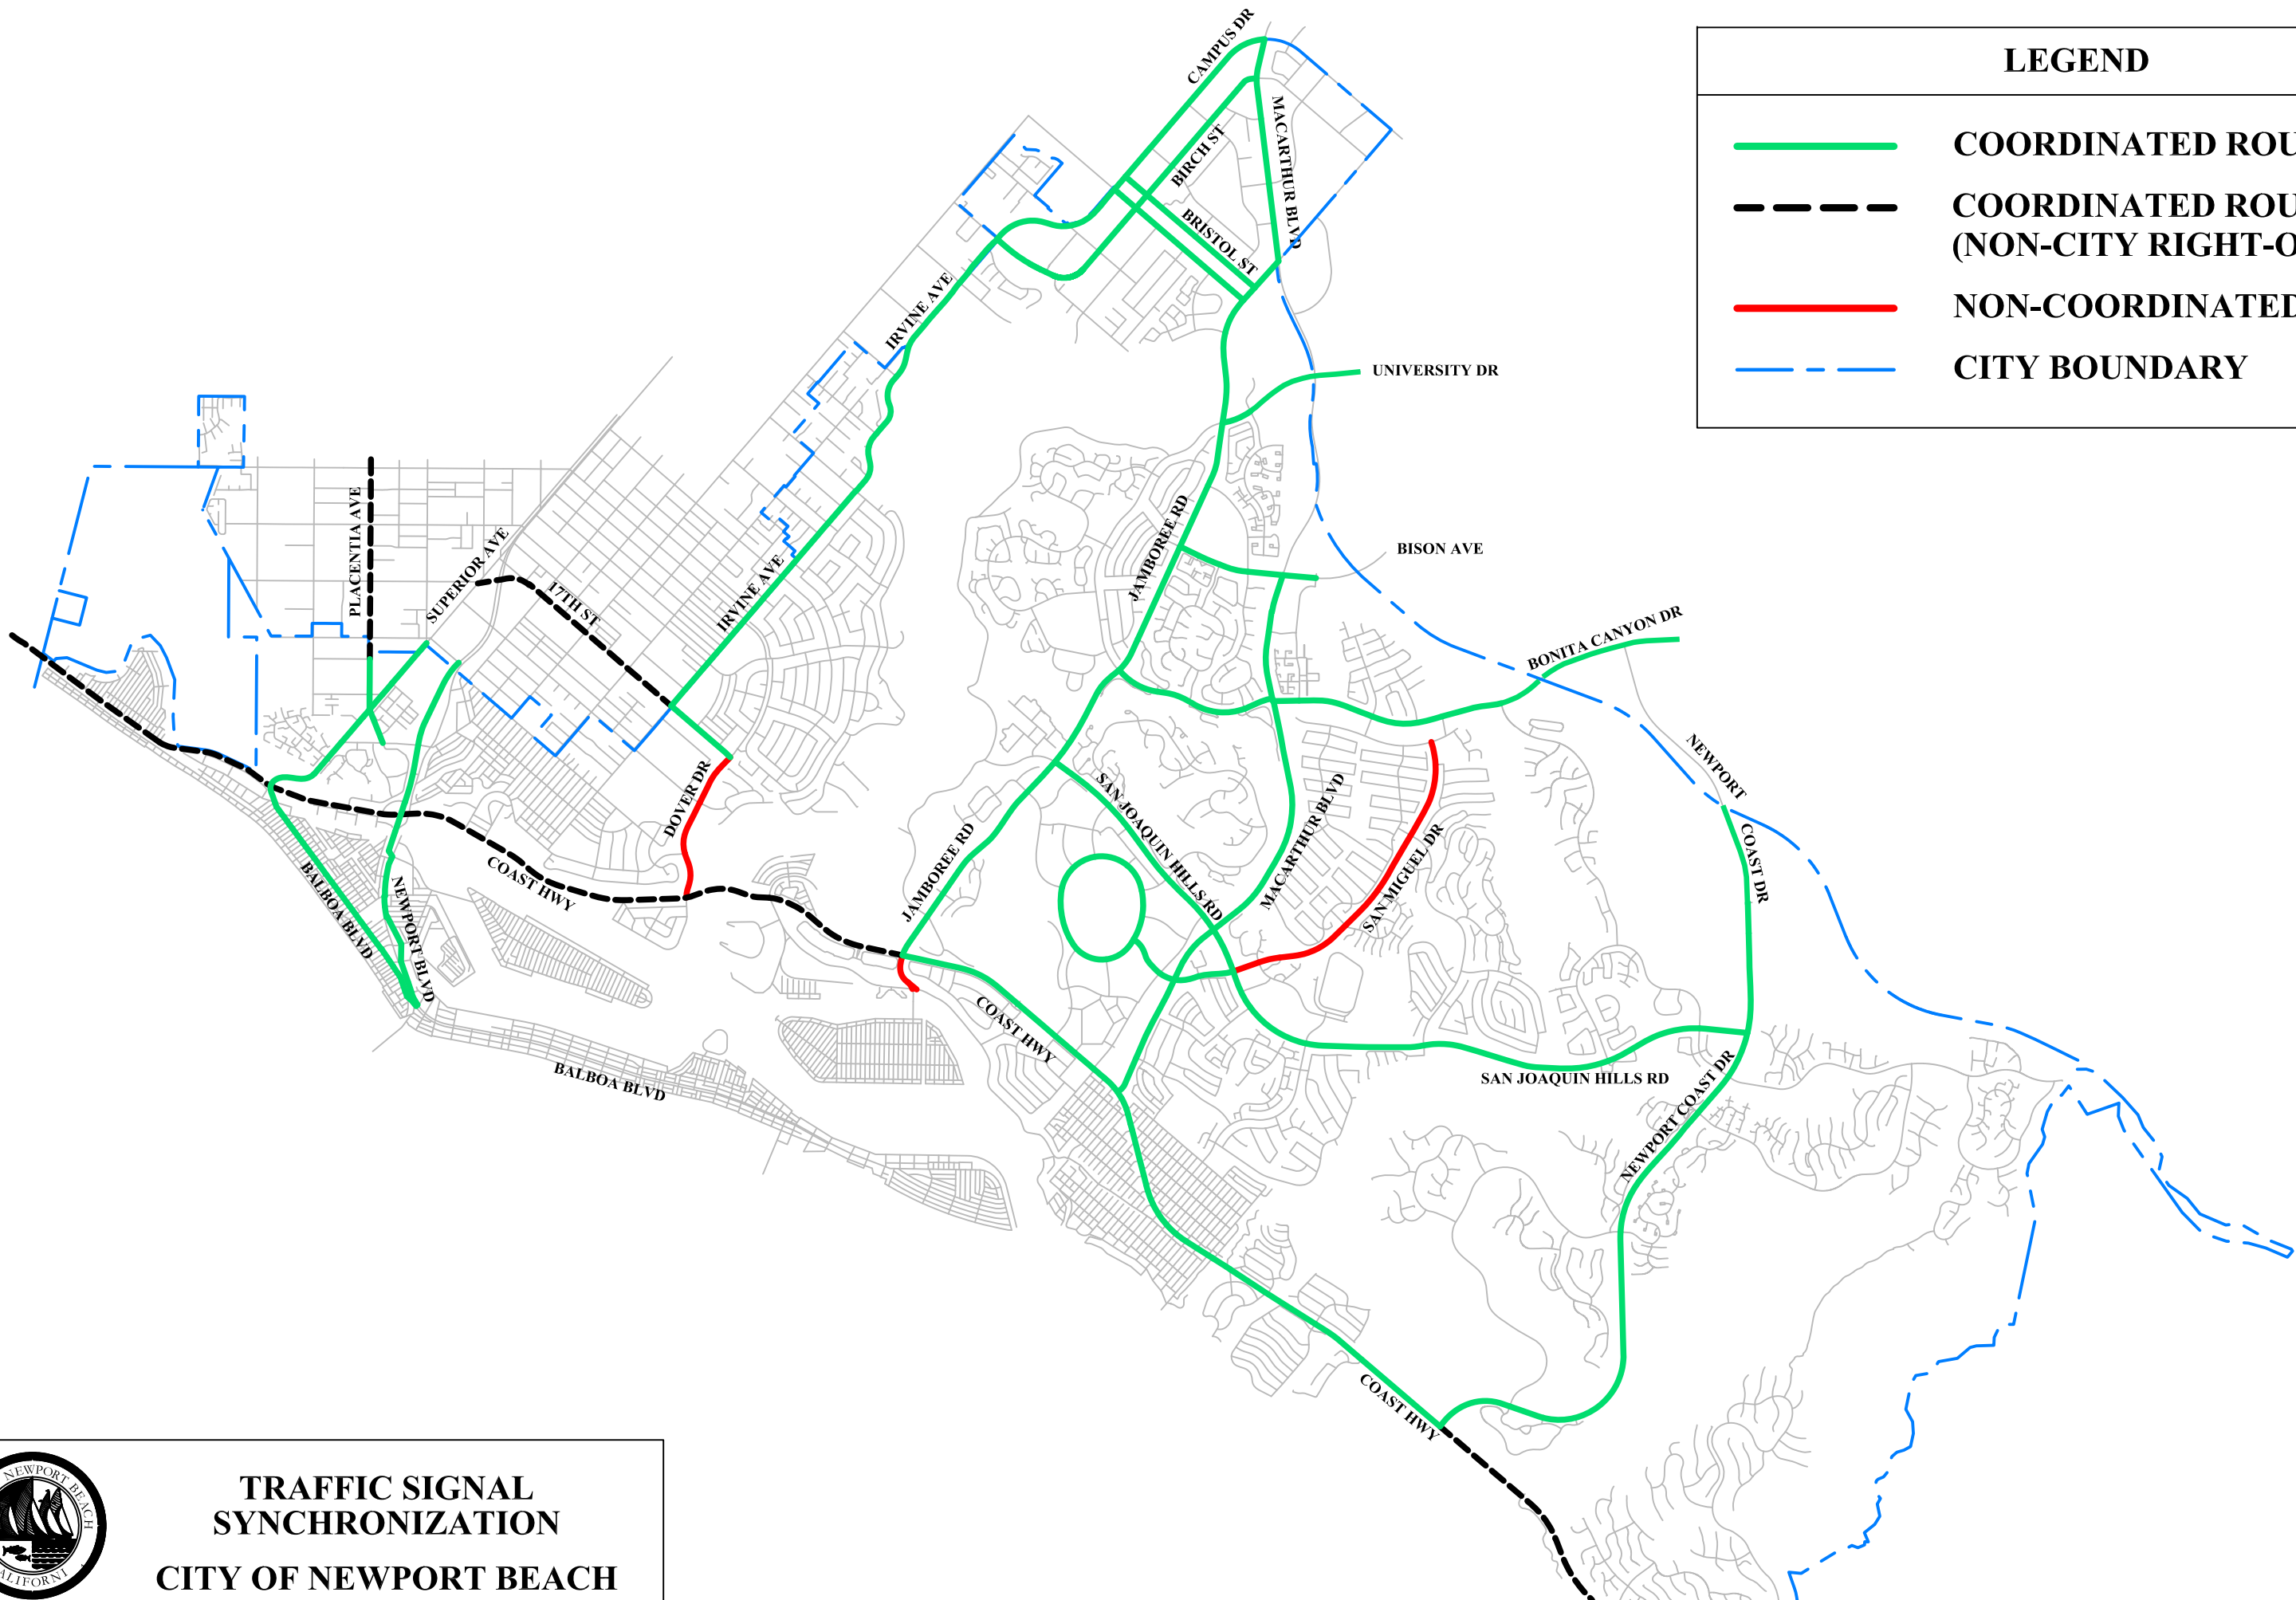 CAMPUS DR
LEGEND
COORDINATED ROU
COORDINATED ROU
(NON-CITY RIGHT-O
NON-COORDINATED
CITY BOUNDARY
MACARTHUR BLVD
BIRCH ST
BRISTOL ST
IRVINE AVE
UNIVERSITY DR
PLACENTIA AVE
SUPERIOR AVE
17TH ST
IRVINE AVE
JAMBOREE RD
BISON AVE
BONITA CANYON DR
NEWPORT
COAST DR
DOVER DR
SAN JOAQUIN HILLS RD
MACARTHUR BLVD
SAN MIGUEL DR
JAMBOREE RD
COAST HWY
BALBOA BLVD
NEWPORT BLVD
COAST HWY
BALBOA BLVD
SAN JOAQUIN HILLS RD
NEWPORT COAST DR
COAST HWY
NEWPORT BEACH
ALIFORNI
TRAFFIC SIGNAL
SYNCHRONIZATION
CITY OF NEWPORT BEACH